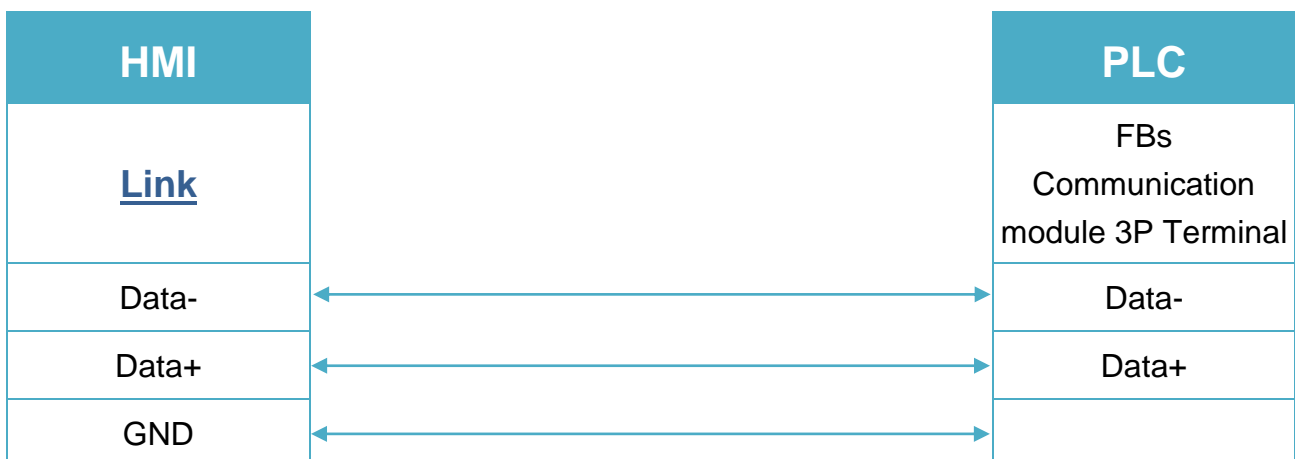 HMI
PLC
Link
FBs
Communication
module 3P Terminal
Data-
Data-
Data+
Data+
GND